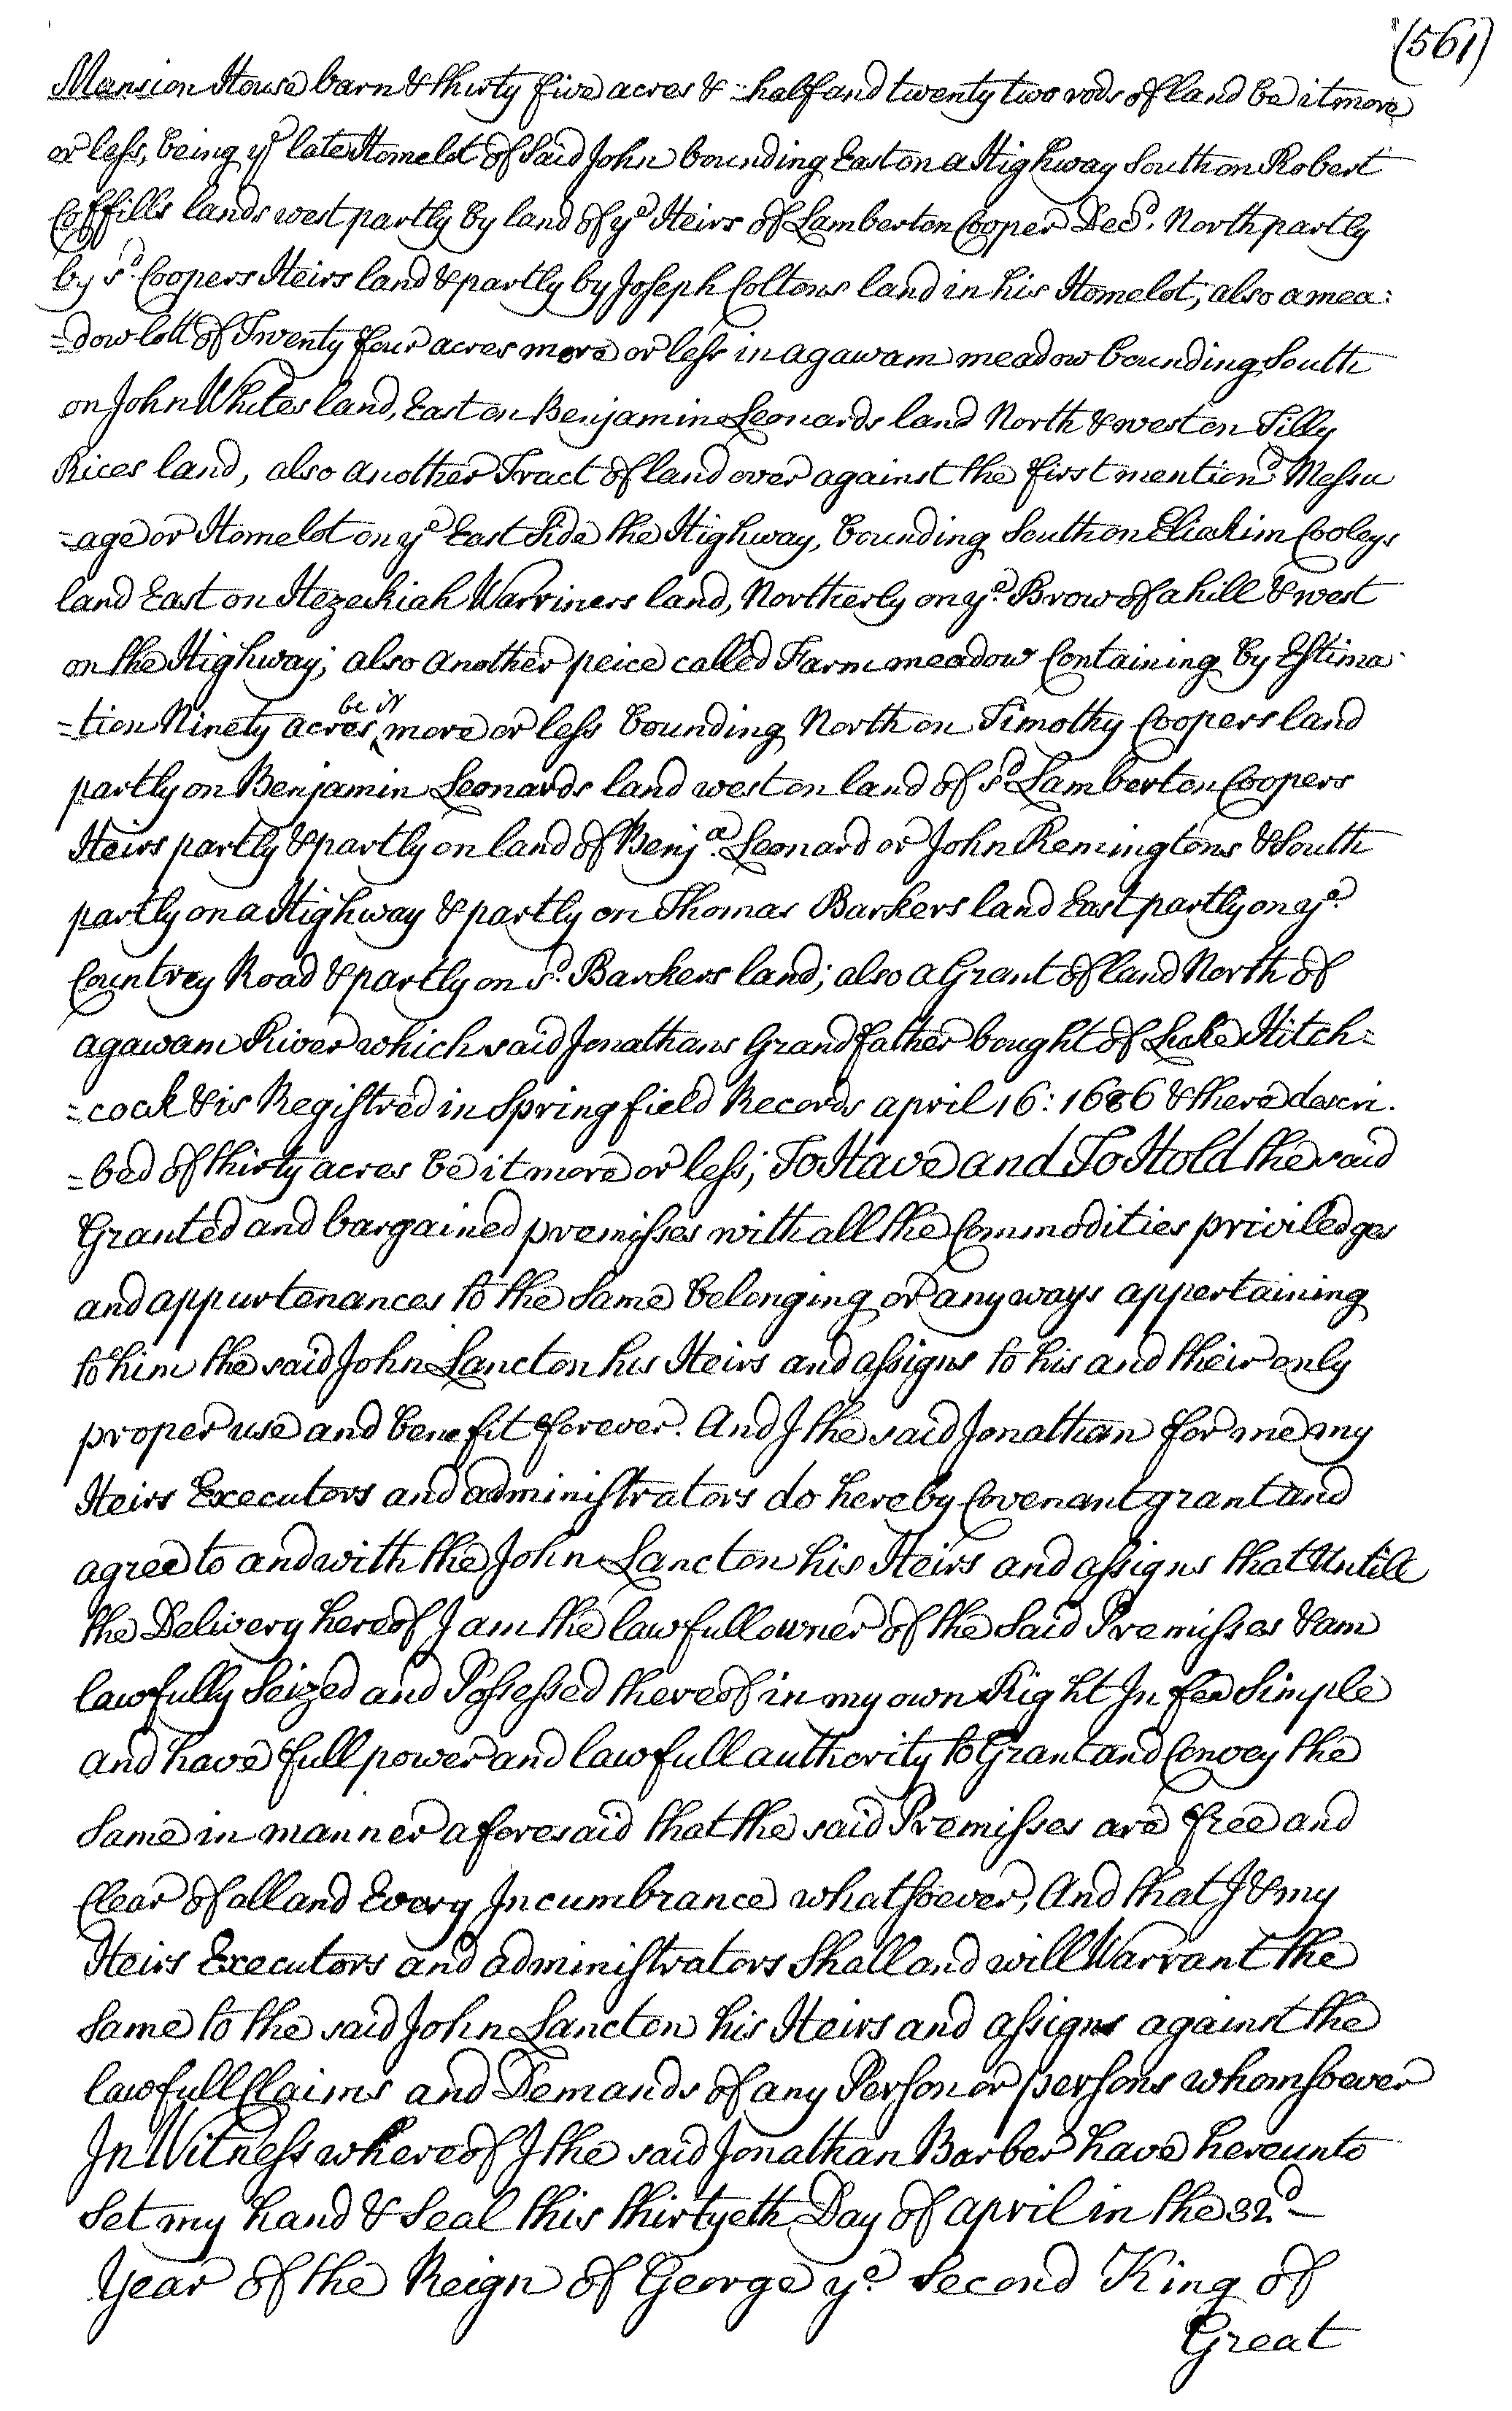 (561)
Mansion House barn & thirty five acres & half and twenty two rods of land be it more
or less, being ye late Homelot of Said John bounding East on a Highway South on Robert
Coffills lands west partly by land of ye Heirs of Lamberton Cooper Decd. North partly
by sd. Coopers Heirs land & partly by Joseph Coltons land in his Homelot; also a mea:
=dow lott of Twenty four acres more or less in agawam meadow bounding South
on John Whites land, East on Benjamin Leonards land North & west on Tilly
Rices land, also another Tract of land over against the first mentiond Messu
=age or Homelot on ye East Side the Highway, bounding South on Eliakim Cooleys
land East on Hezeckiah Warriners land, Northerly on ye. Brow of a hill & west
on the Highway; also another peice called Farm meadow Containing by Estima
=tion Ninety acres be it more or less bounding North on Timothy Coopers land
partly on Benjamin Leonards land west on land of sd Lamberton Coopers
Heirs partly & partly on land of Benja. Leonard or John Remingtons & South
partly on a Highway & partly on Thomas Barkers land East partly on ye.
Countrey Road & partly on sd. Barkers land; also a Grant of land North of
agawam River which said Jonathans Grandfather bought of Luke Hitch=
=cock & is Registred in Springfield Records april 16: 1686 & there descri.
=bed of thirty acres be it more or less; To Have and To Hold the said
Granted and bargained premisses with all the Commodities priviledges
and appurtenances to the Same belonging or any ways appertaining
to him the said John Lancton his Heirs and assigns to his and their only
proper use and benefit forever. And I the said Jonathan for me my
Heirs Executors and administrators do hereby Covenant grant and
agree to and with the John Lancton his Heirs and assigns that Untill
the Delivery hereof I am the lawfull owner of the Said Premisses & am
lawfully Seized and Possessed thereof in my own Right In fee Simple
and have full power and lawfull authority to Grant and Convey the
Same in manner aforesaid that the said Premisses are free and
Clear of all and Every Incumbrance whatsoever, And that I & my
Heirs Executors and administrators Shall and will Warrant the
Same to the said John Lancton his Heirs and assigns against the
lawfull Claims and Demands of any Person or persons whomsoever
In Witness whereof I the said Jonathan Barber have hereunto
Set my hand & Seal this thirtyeth Day of april in the 32d
Year of the Reign of George ye. Second King of
Great